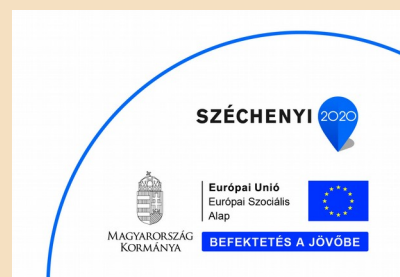 SZÉCHENYI 2020
Európai Unió
Európai Szociális
Alap
MAGYARORSZÁG
KORMÁNYA
BEFEKTETÉS A JÖVŐBE